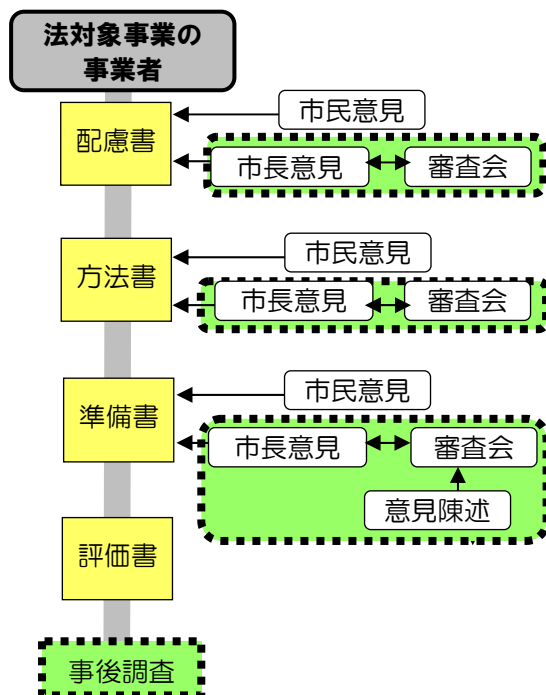 法対象事業の
事業者
市民意見
配慮書
市長意見
審査会
市民意見
方法書
市長意見
審査会
市民意見
準備書
市長意見
審査会
意見陳述
評価書
事後調査